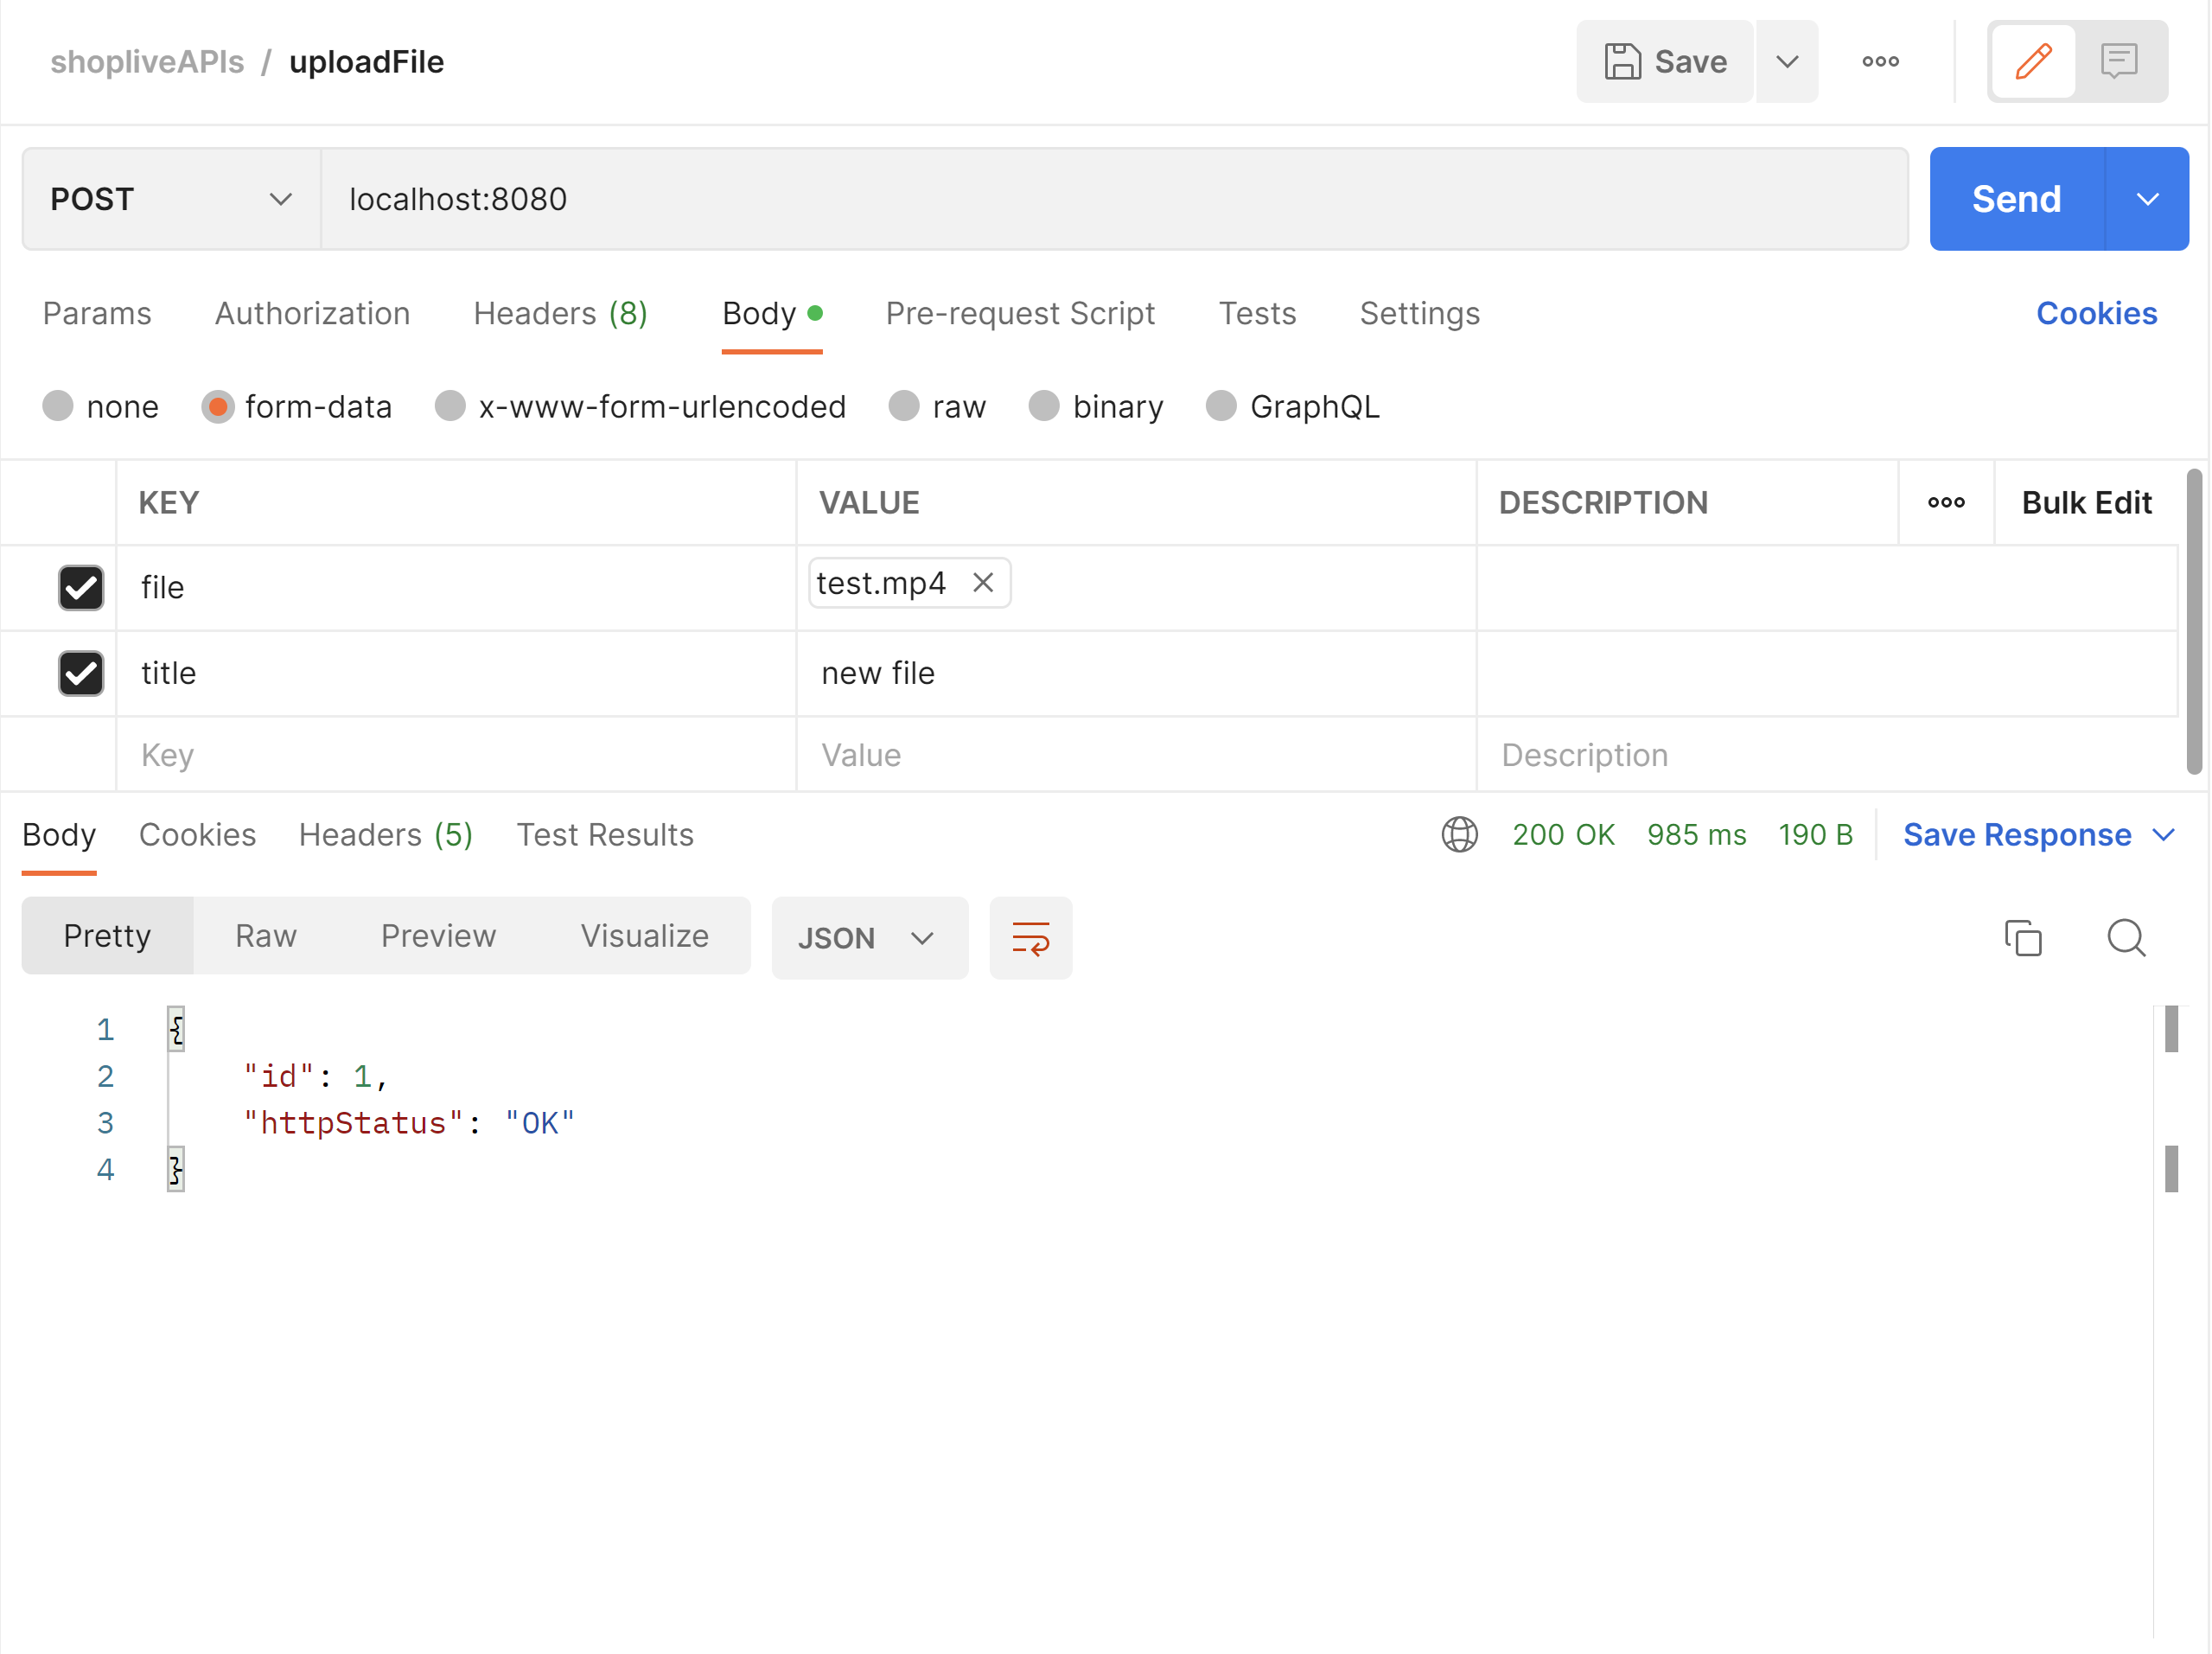 shopliveAPIs / uploadFile
Save
POST
localhost:8080
Send
Params Authorization Headers (8) Body Pre-request Script Tests Settings Cookies
none form-data x-www-form-urlencoded raw binary GraphQL
KEY VALUE DESCRIPTION Bulk Edit
file test.mp4
title new file
Key Value Description
Body Cookies Headers (5) Test Results 200 OK 985 ms 190 B Save Response
Pretty Raw Preview Visualize JSON
1 {
2 "id": 1,
3 "httpStatus": "OK"
4 }